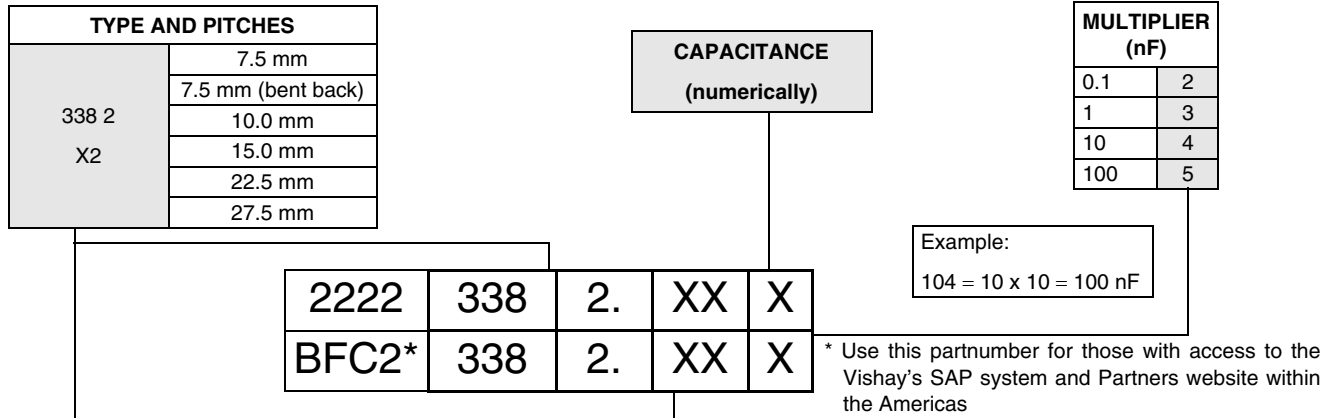 TYPE AND PITCHES
338 2
X2
7.5 mm
7.5 mm (bent back)
10.0 mm
15.0 mm
22.5 mm
27.5 mm
CAPACITANCE
(numerically)
MULTIPLIER
(nF)
0.1 2
1 3
10 4
100 5
Example:
104 = 10 x 10 = 100 nF
2222 338 2. XX X
BFC2* 338 2. XX X
* Use this partnumber for those with access to the
Vishay's SAP system and Partners website within
the Americas